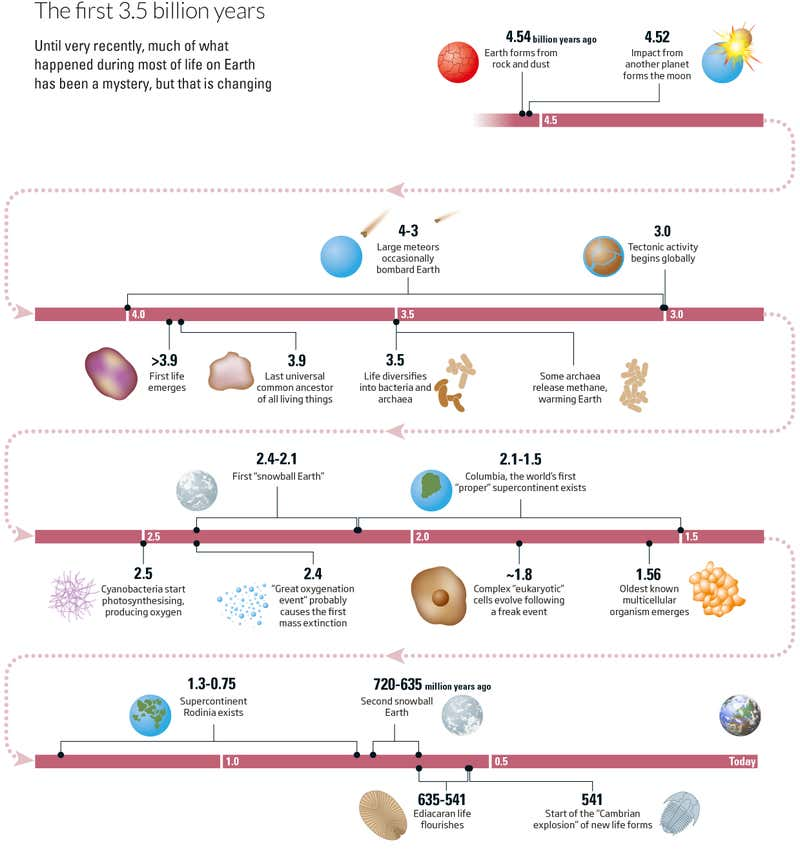 The first 3.5 billion years
Until very recently, much of what
happened during most of life on Earth
has been a mystery, but that is changing
4.54 billion years ago
Earth forms from
rock and dust
4.52
Impact from
another planet
forms the moon
4.5
4-3
Large meteors
occasionally
bombard Earth
3.0
Tectonic activity
begins globally
4.0
3.5
3.0
>3.9
First life
emerges
3.9
Last universal
common ancestor
of all living things
3.5
Life diversifies
into bacteria and
archaea
Some archaea
release methane,
warming Earth
2.4-2.1
First "snowball Earth"
2.1-1.5
Columbia, the world's first
"proper" supercontinent exists
2.5
2.0
1.5
2.5
Cyanobacteria start
photosynthesising,
producing oxygen
2.4
"Great oxygenation
event" probably
causes the first
mass extinction
~1.8
Complex "eukaryotic"
cells evolve following
a freak event
1.56
Oldest known
multicellular
organism emerges
1.3-0.75
Supercontinent
Rodinia exists
720-635 million years ago
Second snowball
Earth
1.0
0.5
Today
635-541
Ediacaran life
flourishes
541
Start of the "Cambrian
explosion" of new life forms